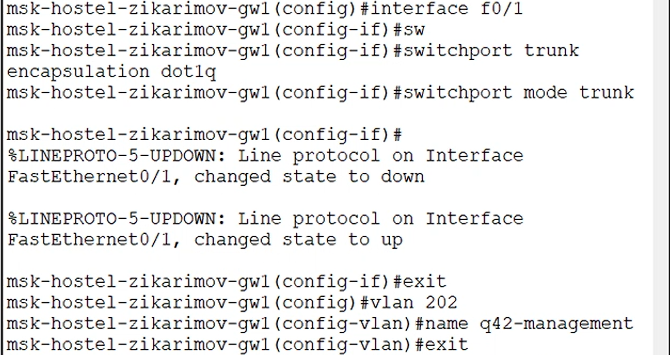 msk-hostel-zikarimov-gw1(config)#interface f0/1
msk-hostel-zikarimov-gw1(config-if)#sw
msk-hostel-zikarimov-gw1(config-if)#switchport trunk
encapsulation dot1q
msk-hostel-zikarimov-gw1(config-if)#switchport mode trunk
msk-hostel-zikarimov-gw1(config-if)#
%LINEPROTO-5-UPDOWN: Line protocol on Interface
FastEthernet0/1, changed state to down
%LINEPROTO-5-UPDOWN: Line protocol on Interface
FastEthernet0/1, changed state to up
msk-hostel-zikarimov-gw1(config-if)#exit
msk-hostel-zikarimov-gw1(config)#vlan 202
msk-hostel-zikarimov-gw1(config-vlan)#name q42-management
msk-hostel-zikarimov-gw1(config-vlan)#exit